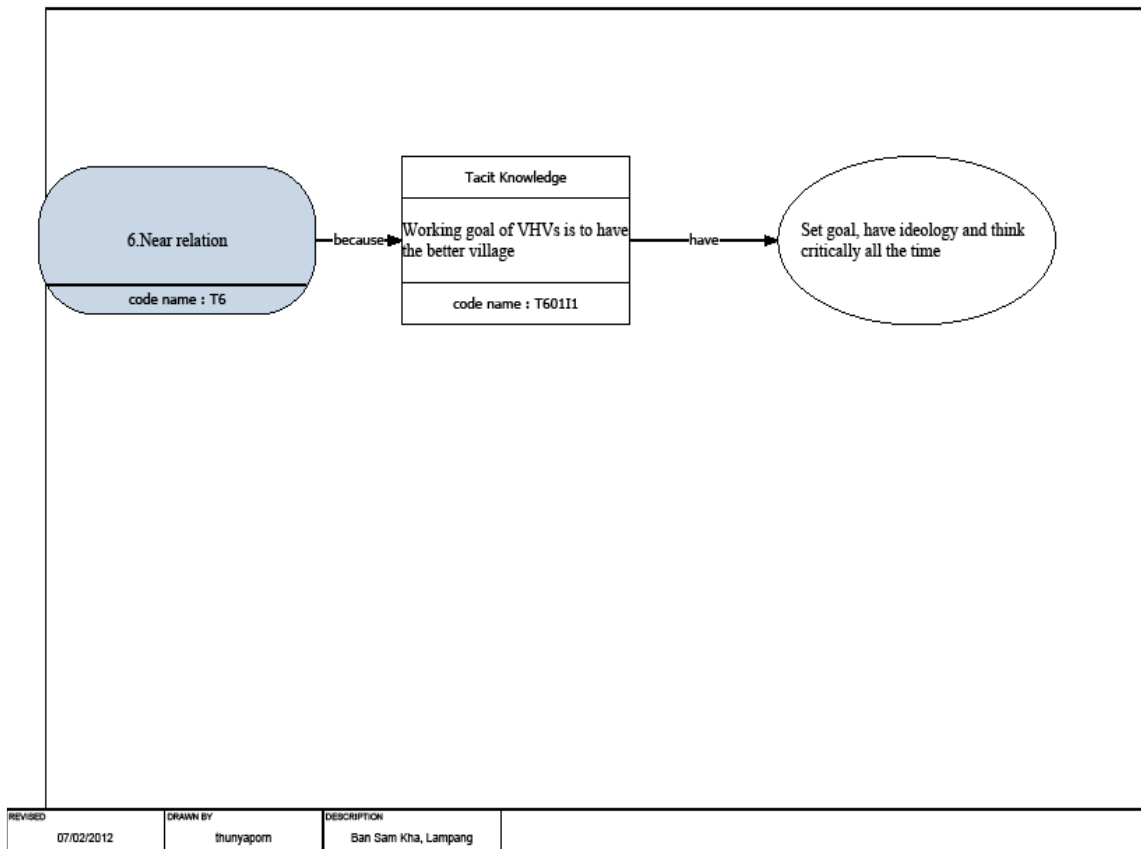 6.Near relation
code name : T6
because
Tacit Knowledge
Working goal of VHVs is to have
the better village
code name : T601I1
have
Set goal, have ideology and think
critically all the time
REVISED
07/02/2012
DRAWN BY
thunyaporn
DESCRIPTION
Ban Sam Kha, Lampang